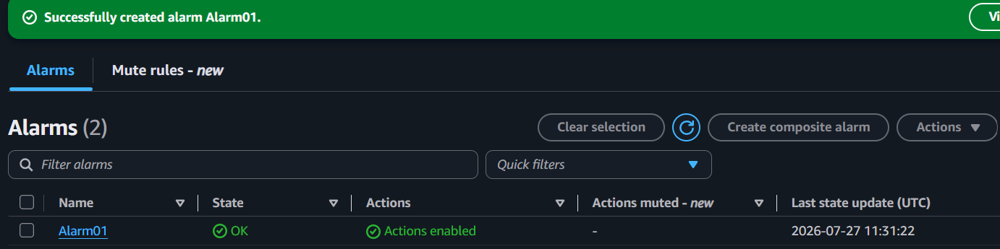 Successfully created alarm Alarm01.
Alarms Mute rules - new
Alarms (2) Clear selection Create composite alarm Actions
Filter alarms Quick filters
Name State Actions Actions muted - new Last state update (UTC)
Alarm01 OK Actions enabled - 2026-07-27 11:31:22